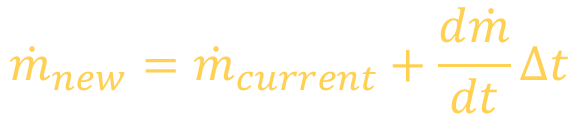 ṁ_new = ṁ_current + dṁ/dt Δt